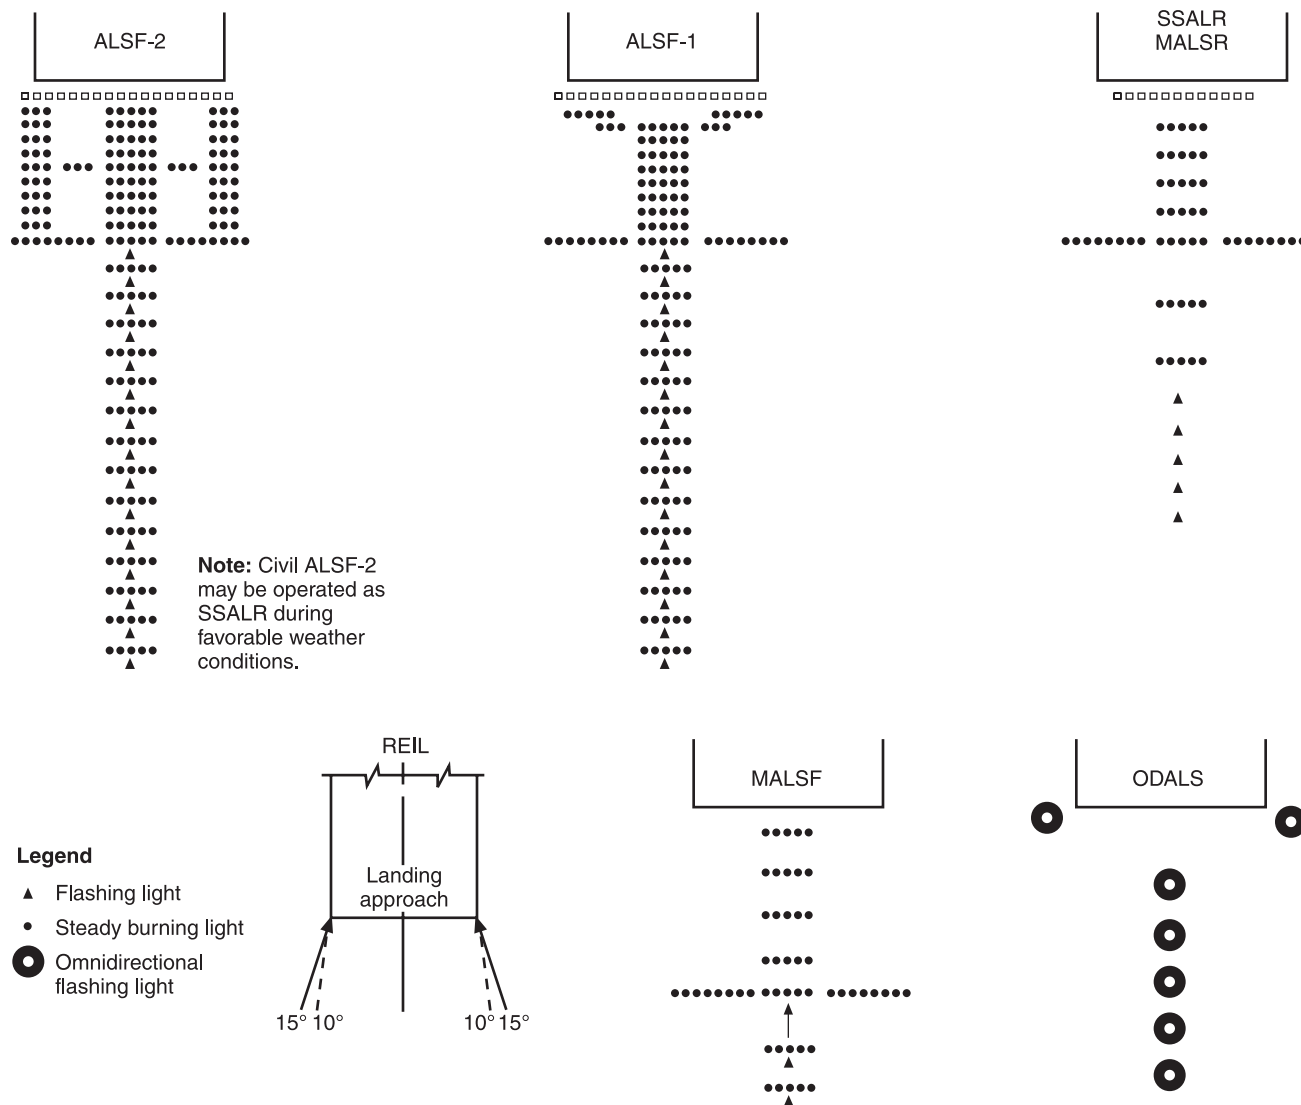 ALSF-2
ALSF-1
SSALR
MALSR
Note: Civil ALSF-2
may be operated as
SSALR during
favorable weather
conditions.
REIL
Landing
approach
15° 10°
10° 15°
MALSF
ODALS
Legend
Flashing light
Steady burning light
Omnidirectional
flashing light